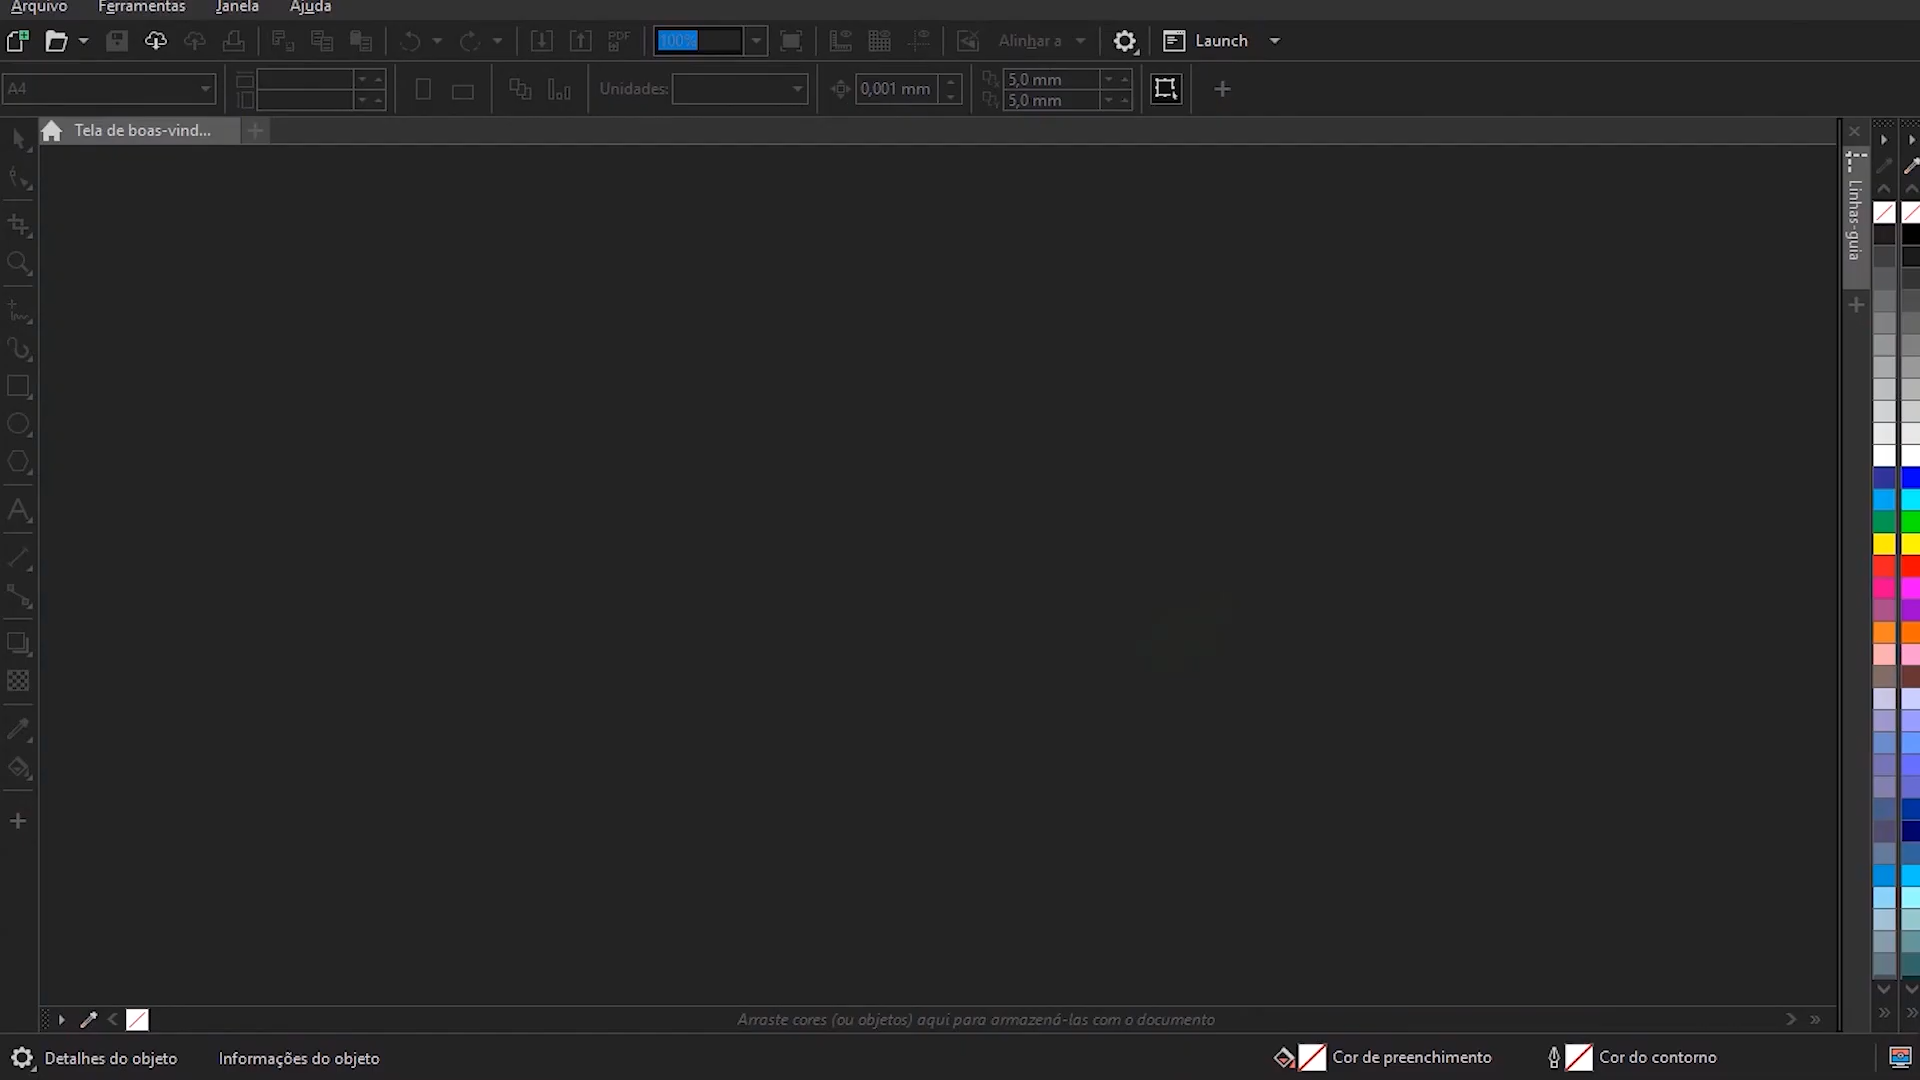 Arquivo Ferramentas Janela Ajuda
PDF 100% Alinhar a Launch
A4 Unidades: 0,001 mm 5,0 mm
5,0 mm
Tela de boas-vind...
Linhas-guia
Arraste cores (ou objetos) aqui para armazená-las com o documento
Detalhes do objeto Informações do objeto Cor de preenchimento Cor do contorno